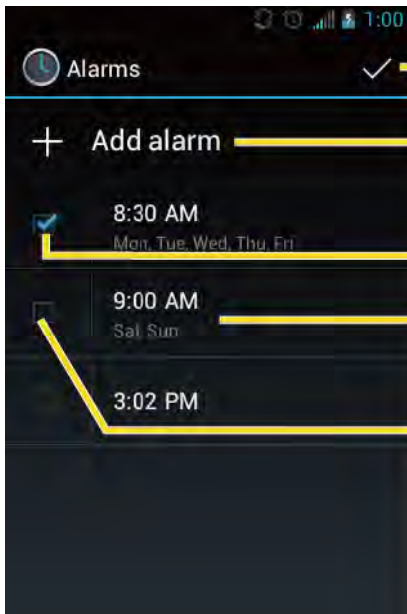 1:00
Alarms
Add alarm
8:30 AM
Mon, Tue, Wed, Thu, Fri
9:00 AM
Sat, Sun
3:02 PM